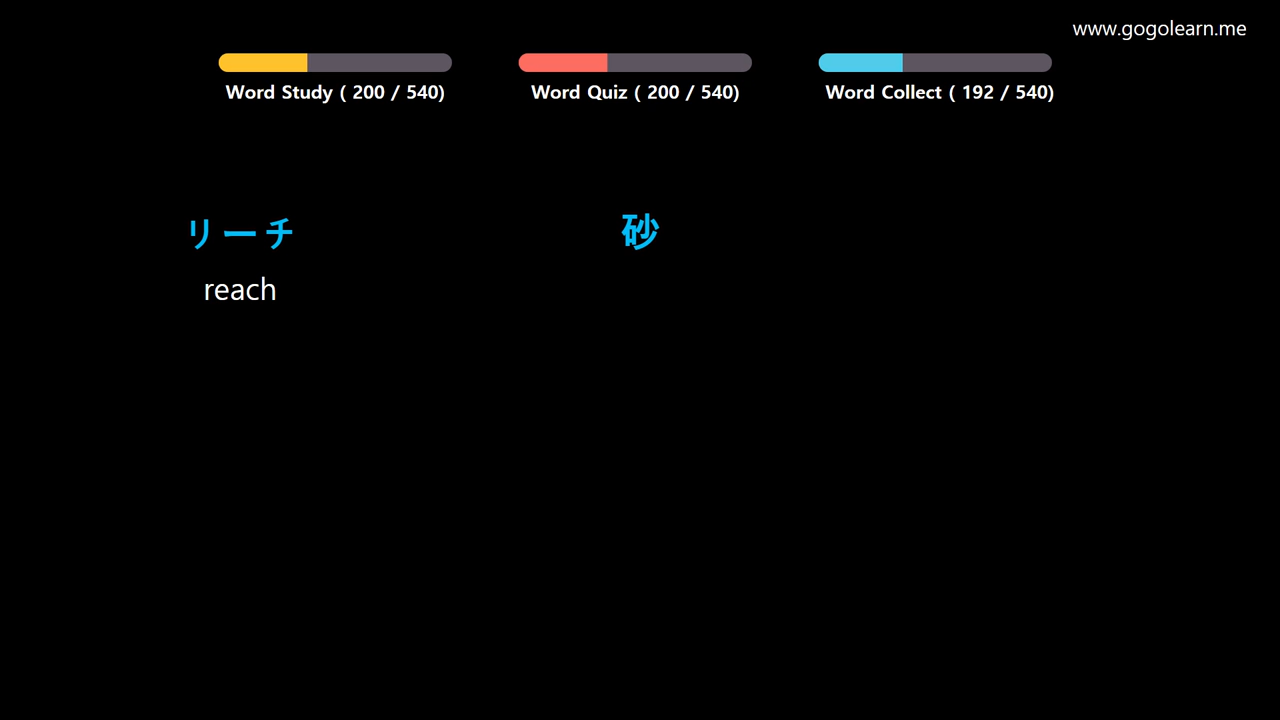 www.gogolearn.me
Word Study ( 200 / 540)
Word Quiz ( 200 / 540)
Word Collect ( 192 / 540)
リーチ
砂
reach